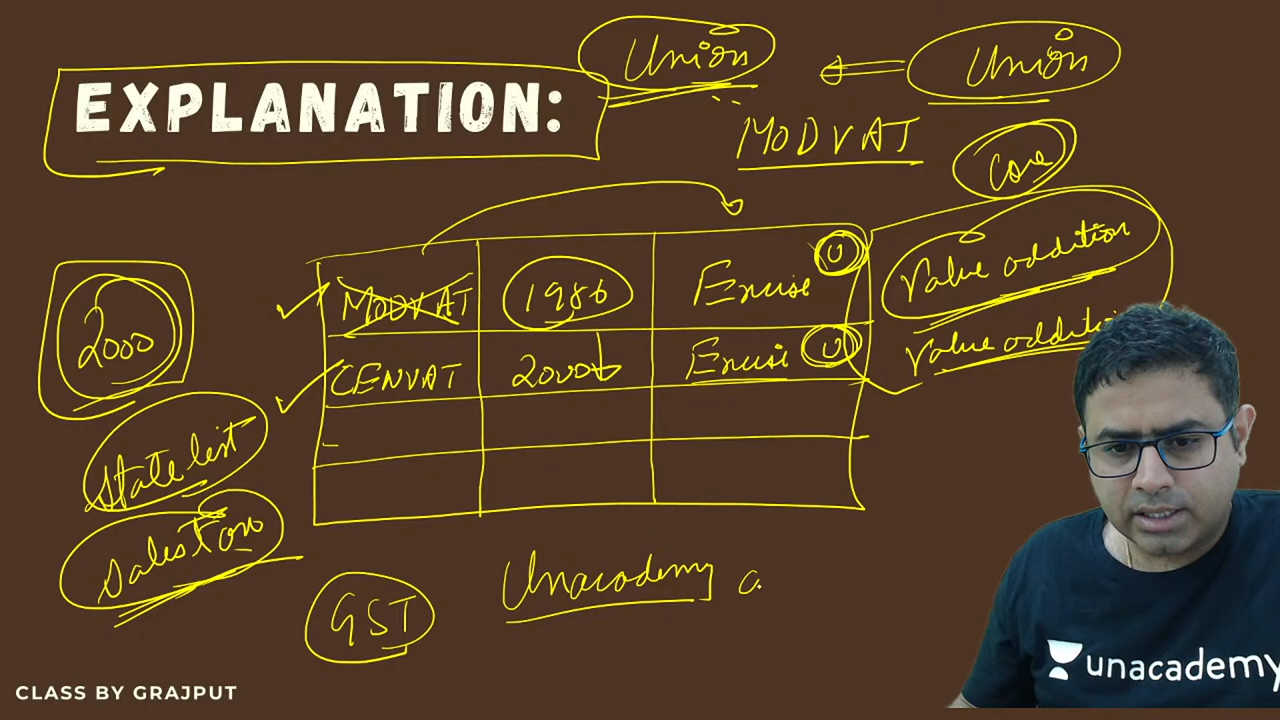 Union ⇐ Union
EXPLANATION:
MODVAT
Core
MODVAT 1986 Excise U Value addition
2000 CENVAT 2000 Excise U Value addition
State list
Sales Tax
GST Unacademy a.
unacademy
CLASS BY GRAJPUT